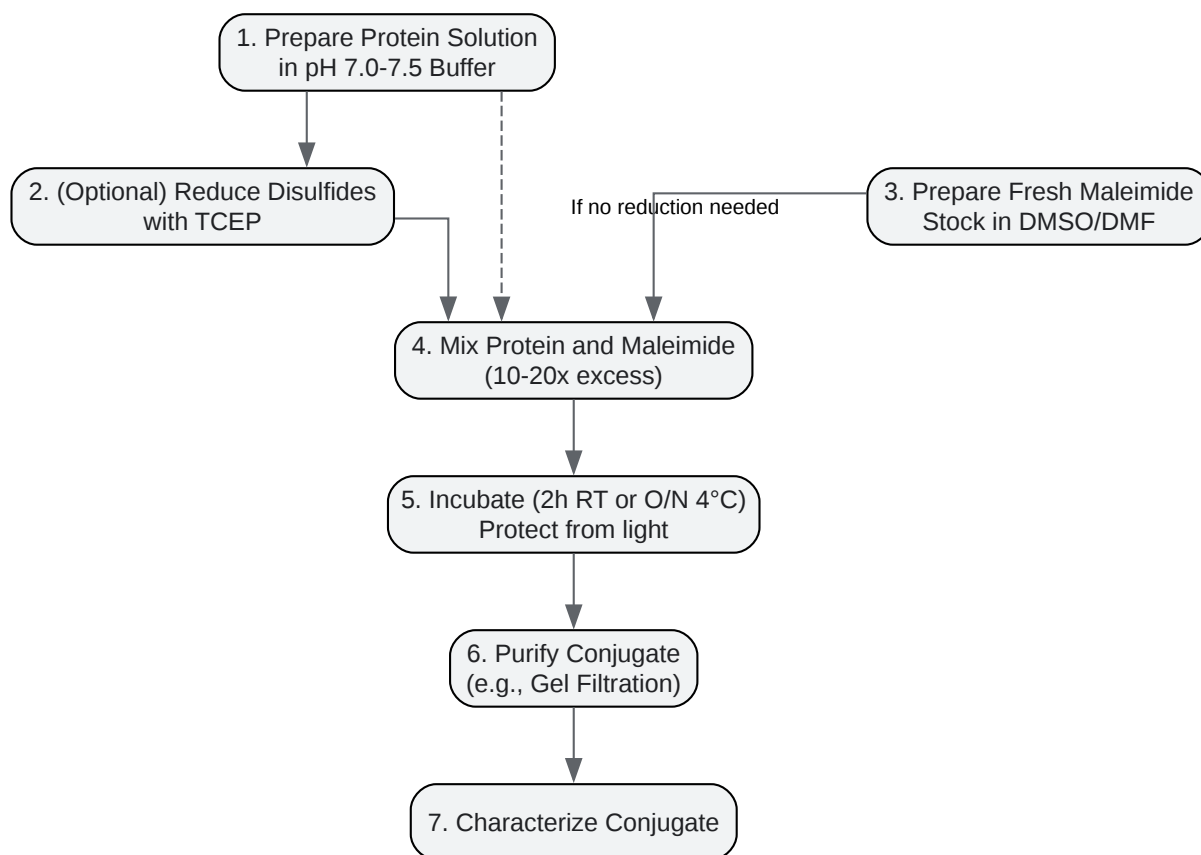 1. Prepare Protein Solution
in pH 7.0-7.5 Buffer
2. (Optional) Reduce Disulfides
with TCEP
If no reduction needed
3. Prepare Fresh Maleimide
Stock in DMSO/DMF
4. Mix Protein and Maleimide
(10-20x excess)
5. Incubate (2h RT or O/N 4°C)
Protect from light
6. Purify Conjugate
(e.g., Gel Filtration)
7. Characterize Conjugate